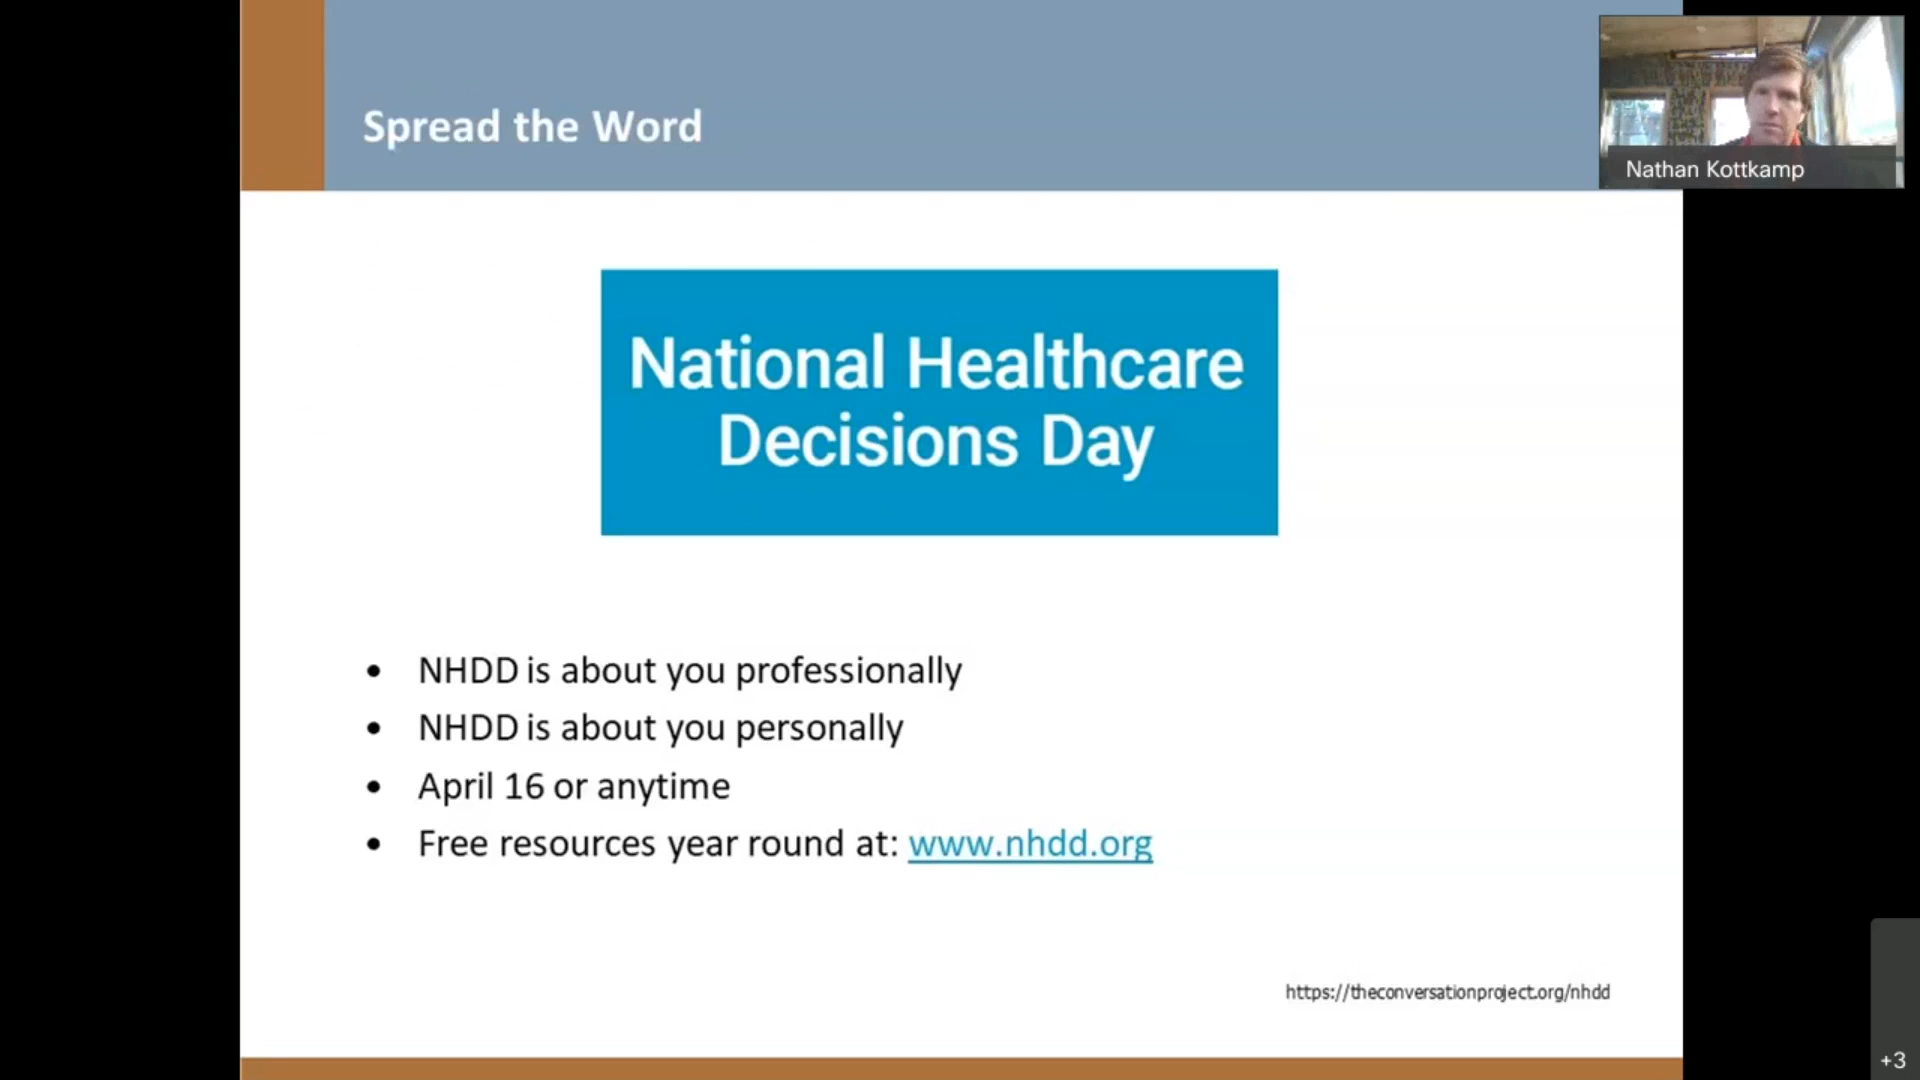 Spread the Word
Nathan Kottkamp
National Healthcare
Decisions Day
• NHDD is about you professionally
• NHDD is about you personally
• April 16 or anytime
• Free resources year round at: www.nhdd.org
https://theconversationproject.org/nhdd
+3